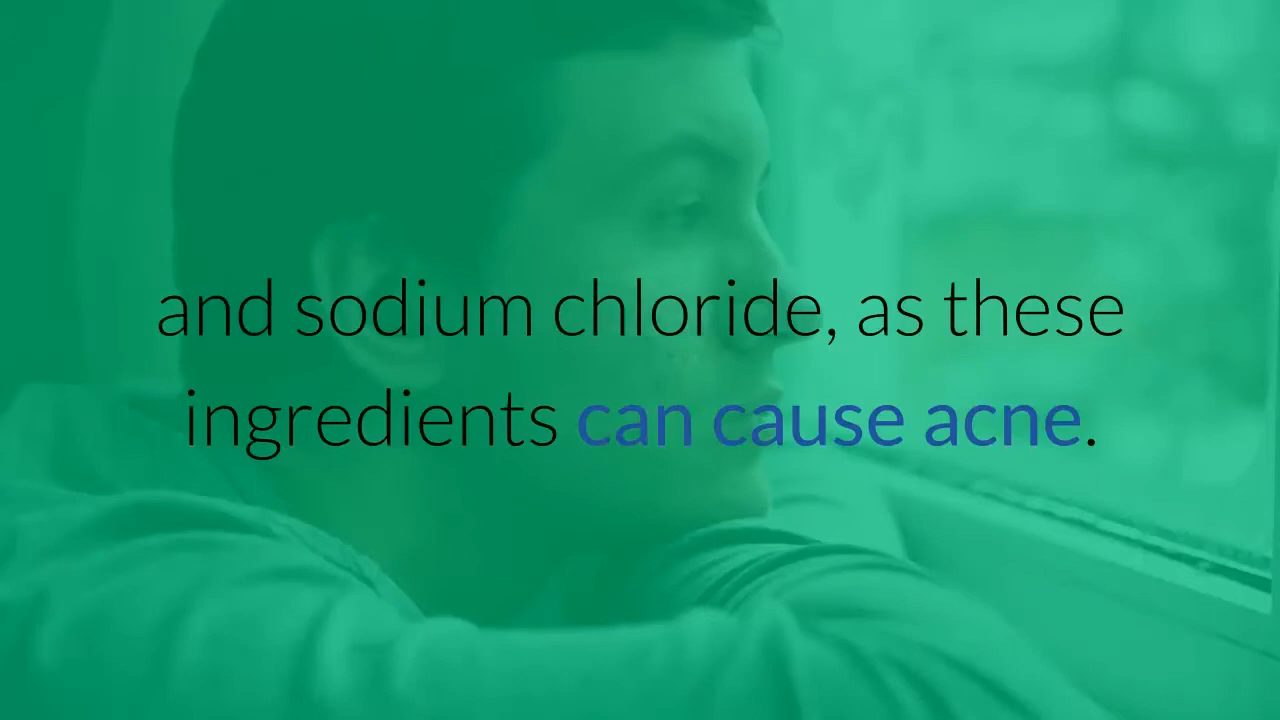 and sodium chloride, as these
ingredients can cause acne.